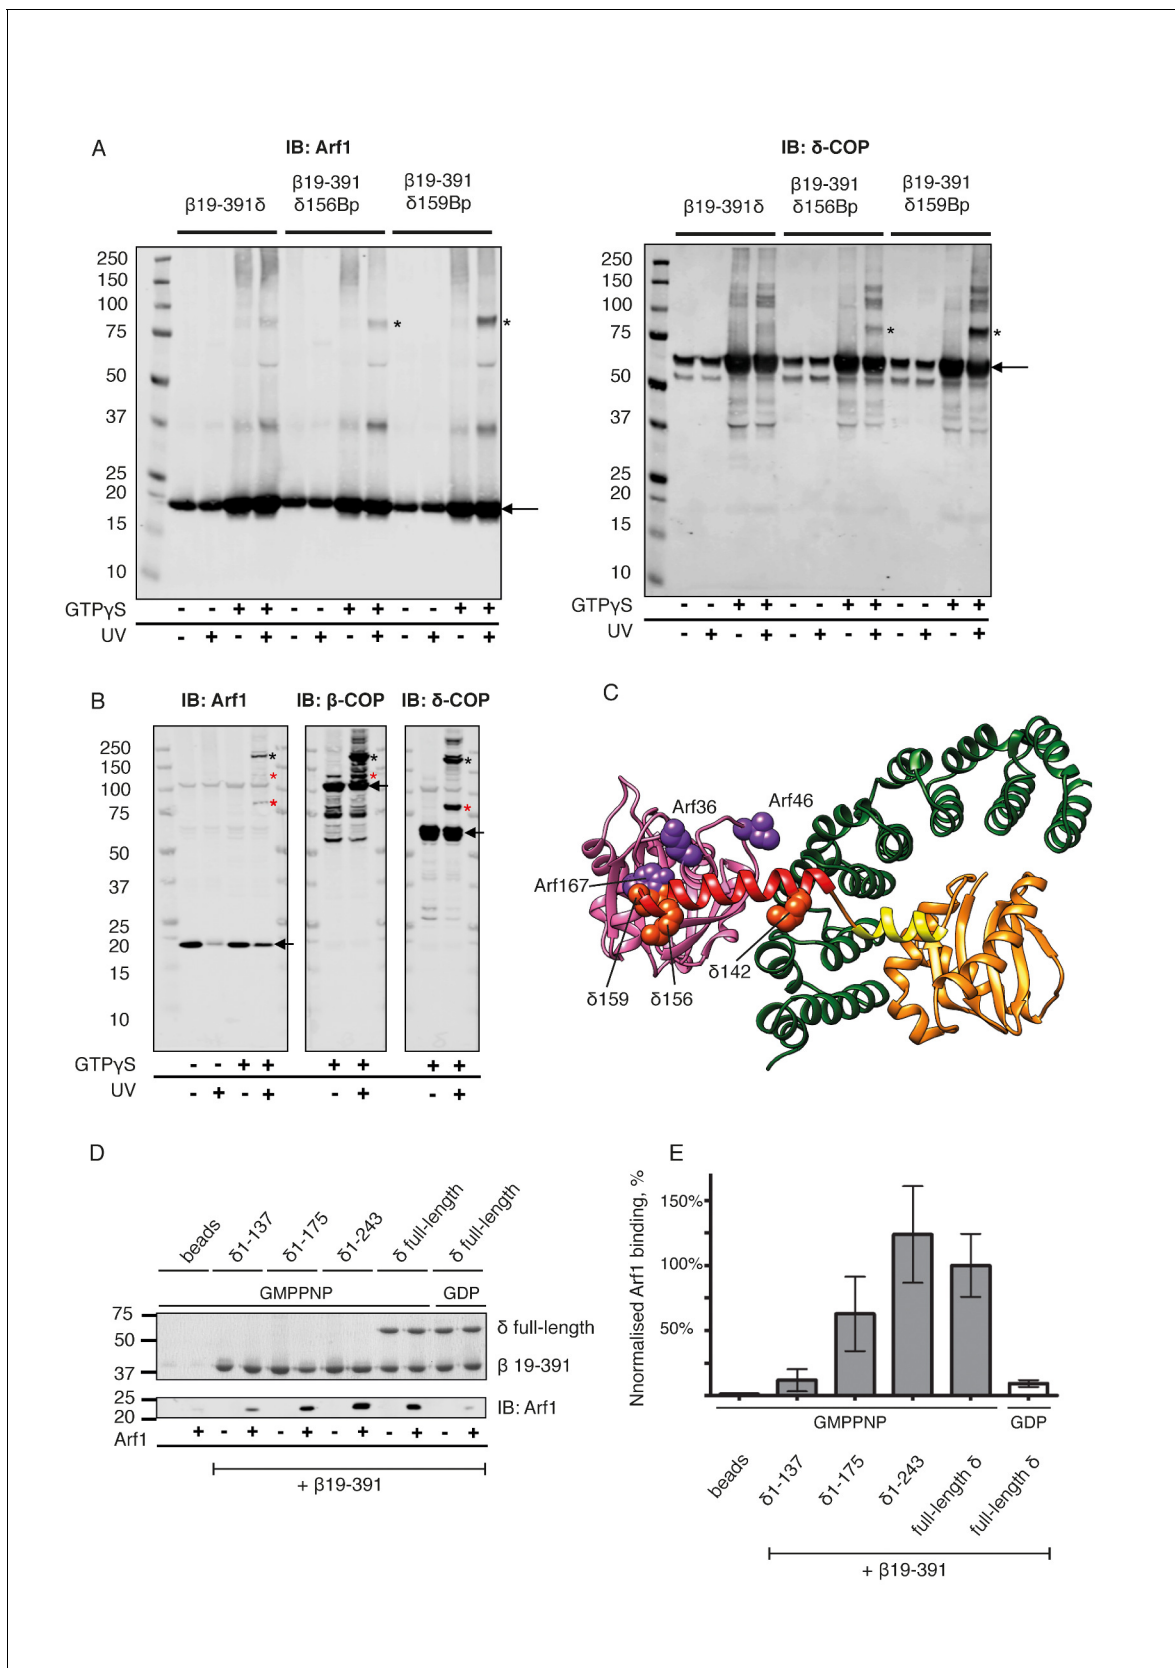 A
IB: Arf1
IB: δ-COP
β19-391δ
β19-391
δ156Bp
β19-391
δ159Bp
β19-391δ
β19-391
δ156Bp
β19-391
δ159Bp
250
150
100
75
50
37
25
20
15
10
250
150
100
75
50
37
25
20
15
10
*
*
*
*
GTPγS - - + + - - + + - - + +
UV - + - + - + - + - + - +
GTPγS - - + + - - + + - - + +
UV - + - + - + - + - + - +
B
IB: Arf1
IB: β-COP
IB: δ-COP
250
150
100
75
50
37
25
20
15
10
*
*
*
*
*
*
*
GTPγS - - + + + + + +
UV - + - + - + - +
C
Arf36
Arf46
Arf167
δ142
δ159
δ156
D
beads
δ1-137
δ1-175
δ1-243
δ full-length
δ full-length
GMPPNP
GDP
75
50
37
25
20
δ full-length
β 19-391
IB: Arf1
Arf1 + - + - + - + - + - +
+ β19-391
E
Nnormalised Arf1 binding, %
150%
100%
50%
GMPPNP
GDP
beads
δ1-137
δ1-175
δ1-243
full-length δ
full-length δ
+ β19-391